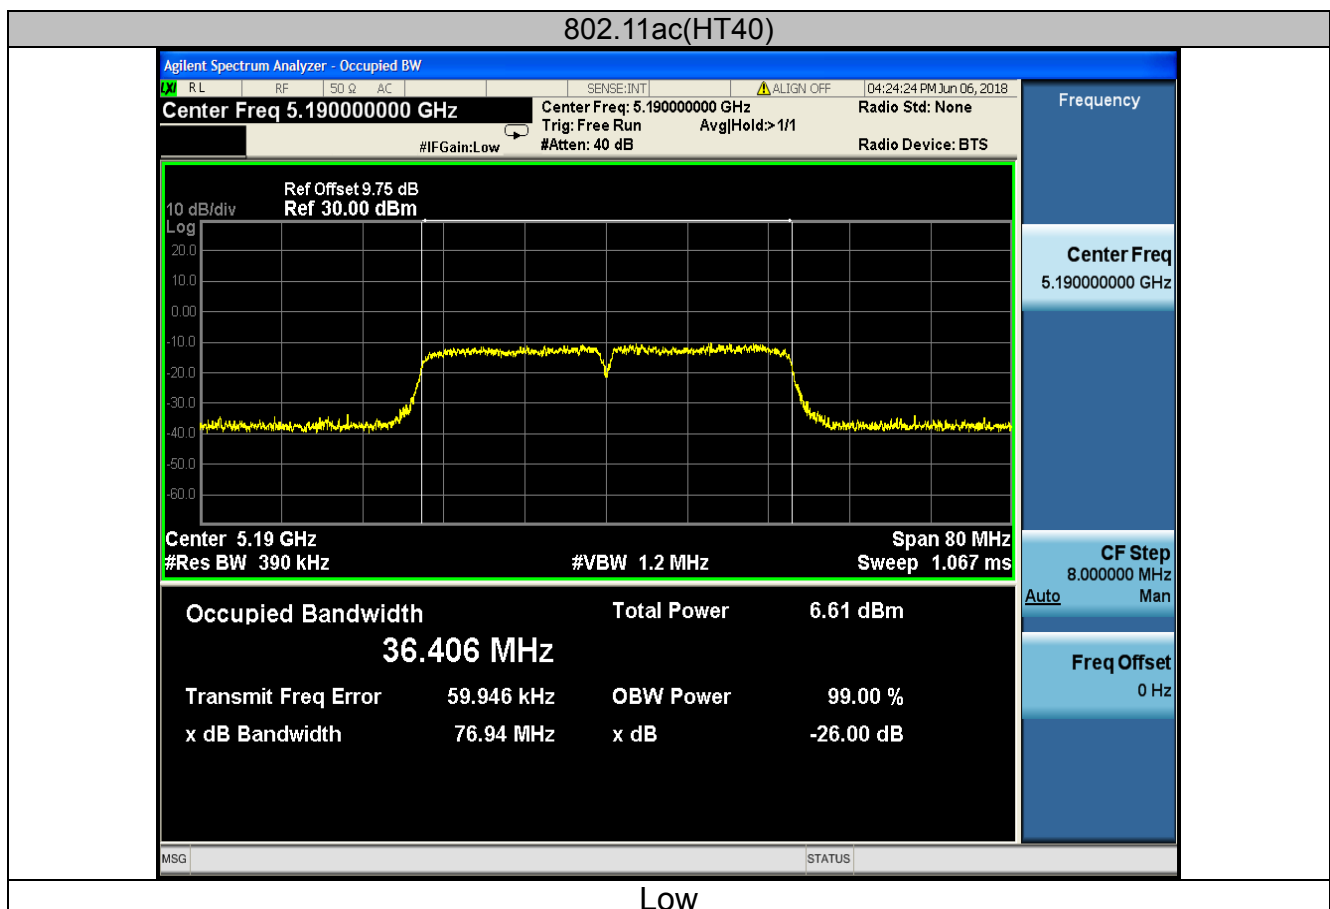 802.11ac(HT40)
Agilent Spectrum Analyzer - Occupied BW
LXI RL RF 50 Ω AC SENSE:INT ALIGN OFF 04:24:24 PM Jun 06, 2018
Center Freq 5.190000000 GHz
Center Freq: 5.190000000 GHz
Radio Std: None
Trig: Free Run Avg|Hold:>1/1
#IFGain:Low
#Atten: 40 dB
Radio Device: BTS
Frequency
Ref Offset 9.75 dB
10 dB/div Ref 30.00 dBm
Log
20.0
10.0
0.00
-10.0
-20.0
-30.0
-40.0
-50.0
-60.0
Center 5.19 GHz Span 80 MHz
#Res BW 390 kHz #VBW 1.2 MHz Sweep 1.067 ms
Center Freq
5.190000000 GHz
CF Step
8.000000 MHz
Auto Man
Freq Offset
0 Hz
Occupied Bandwidth Total Power 6.61 dBm
36.406 MHz
Transmit Freq Error 59.946 kHz OBW Power 99.00 %
x dB Bandwidth 76.94 MHz x dB -26.00 dB
MSG STATUS
Low